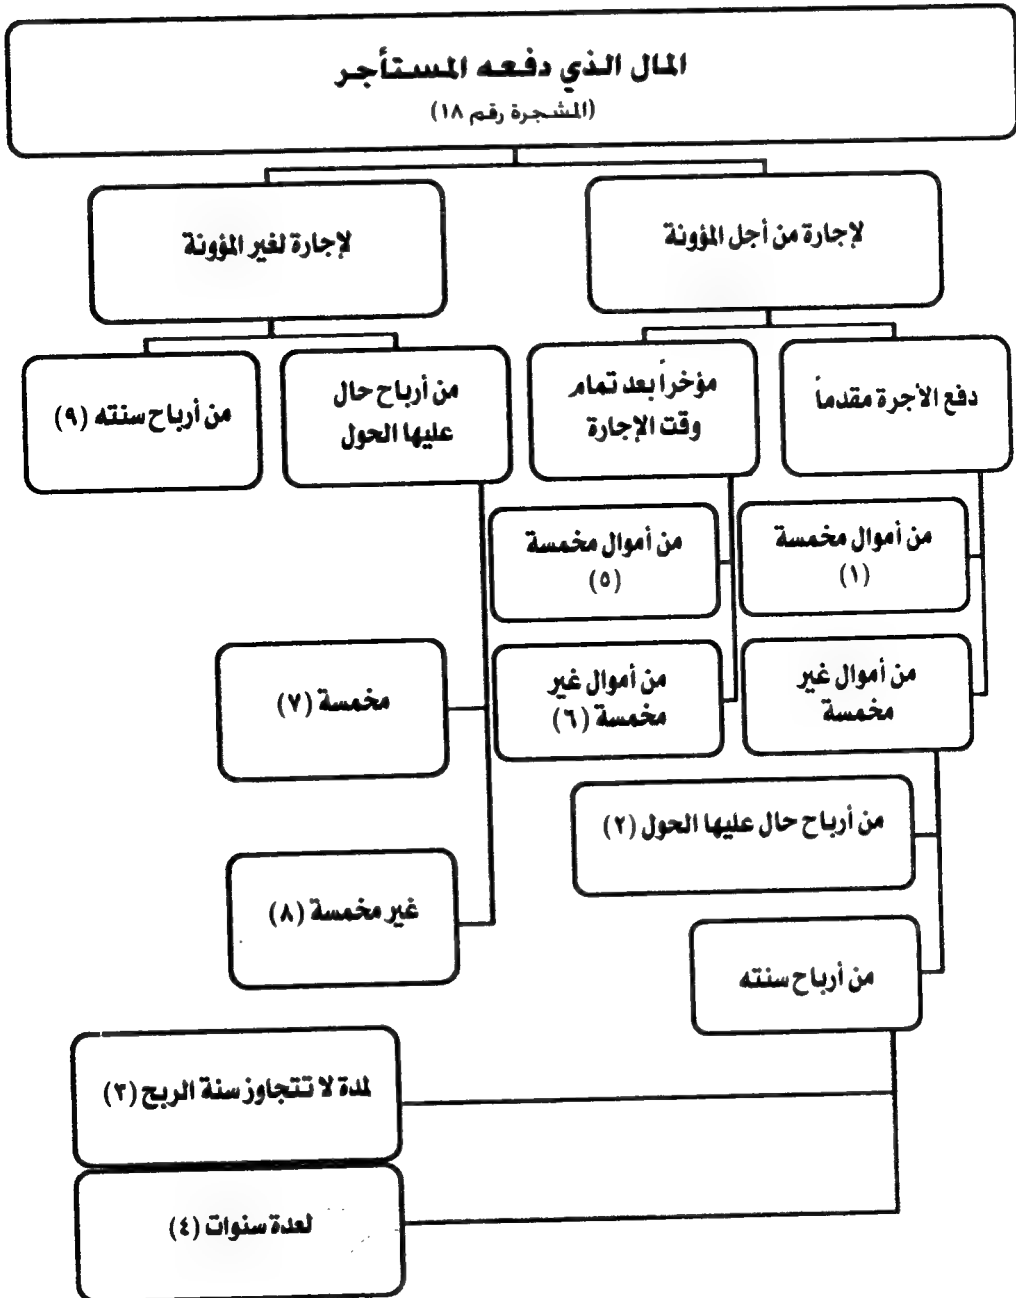 المال الذي دفعه المستأجر
(المشجرة رقم ١٨)
لإجارة من أجل المؤونة
لإجارة لغير المؤونة
دفع الأجرة مقدماً
مؤخراً بعد تمام
وقت الإجارة
من أرباح حال
عليها الحول
من أرباح سنته (٩)
من أموال مخمسة
(١)
من أموال مخمسة
(٥)
من أموال غير
مخمسة
من أموال غير
مخمسة (٦)
مخمسة (٧)
من أرباح حال عليها الحول (٢)
غير مخمسة (٨)
من أرباح سنته
لمدة لا تتجاوز سنة الربح (٣)
لعدة سنوات (٤)